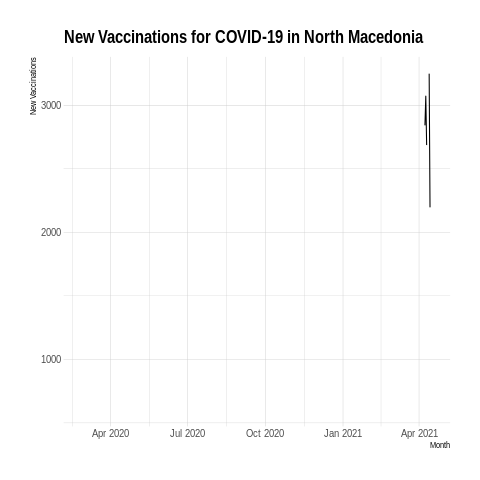 New Vaccinations for COVID-19 in North Macedonia
New Vaccinations
3000
2000
1000
Apr 2020 Jul 2020 Oct 2020 Jan 2021 Apr 2021
Month